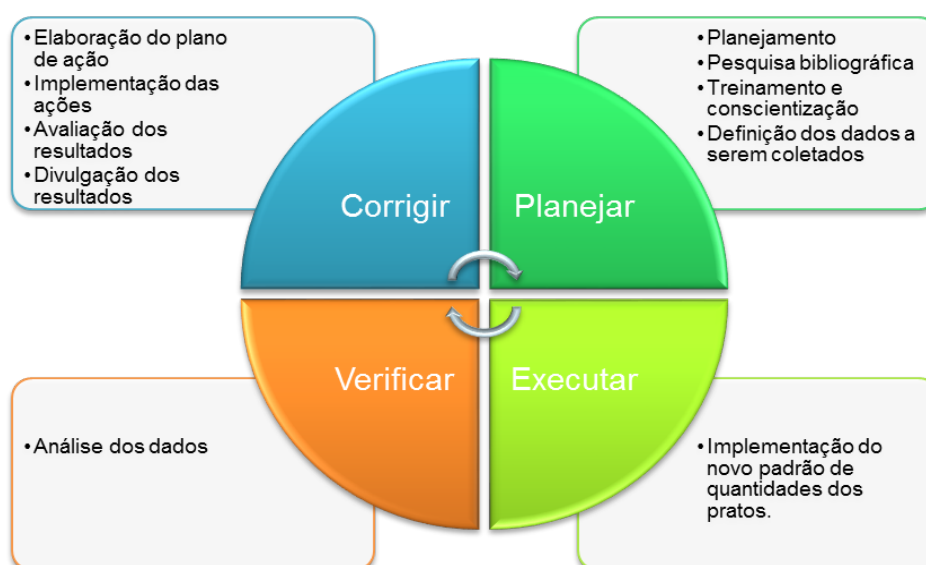 • Elaboração do plano
de ação
• Implementação das
ações
• Avaliação dos
resultados
• Divulgação dos
resultados
• Planejamento
• Pesquisa bibliográfica
• Treinamento e
conscientização
• Definição dos dados a
serem coletados
Corrigir
Planejar
Verificar
Executar
• Análise dos dados
• Implementação do
novo padrão de
quantidades dos
pratos.